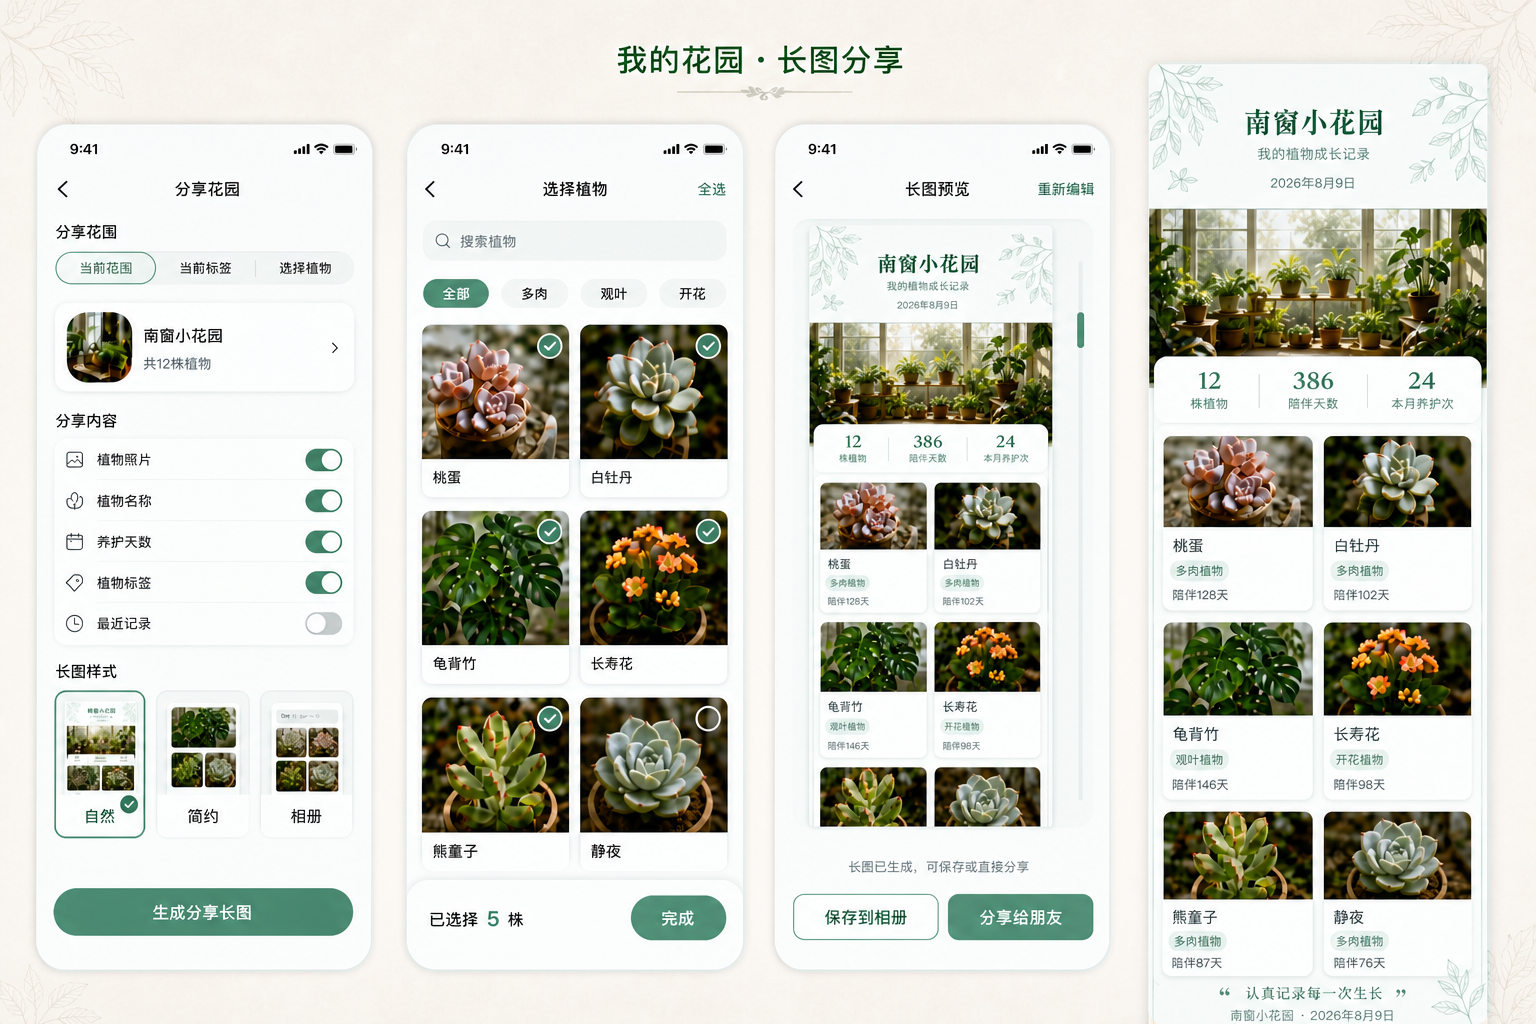 我的花园·长图分享
9:41
分享花园
分享花围
当前花围
当前标签
选择植物
南窗小花园
共12株植物
分享内容
植物照片
植物名称
养护天数
植物标签
最近记录
长图样式
自然
简约
相册
生成分享长图
9:41
选择植物
全选
搜索植物
全部
多肉
观叶
开花
桃蛋
白牡丹
龟背竹
长寿花
熊童子
静夜
已选择 5 株
完成
9:41
长图预览
重新编辑
南窗小花园
我的植物成长记录
2026年8月9日
12
386
24
株植物
陪伴天数
本月养护次
桃蛋
白牡丹
多肉植物
多肉植物
陪伴128天
陪伴102天
龟背竹
长寿花
观叶植物
开花植物
陪伴146天
陪伴98天
长图已生成，可保存或直接分享
保存到相册
分享给朋友
南窗小花园
我的植物成长记录
2026年8月9日
12
386
24
株植物
陪伴天数
本月养护次
桃蛋
白牡丹
多肉植物
多肉植物
陪伴128天
陪伴102天
龟背竹
长寿花
观叶植物
开花植物
陪伴146天
陪伴98天
熊童子
静夜
多肉植物
多肉植物
陪伴87天
陪伴76天
“ 认真记录每一次生长 ”
南窗小花园 · 2026年8月9日